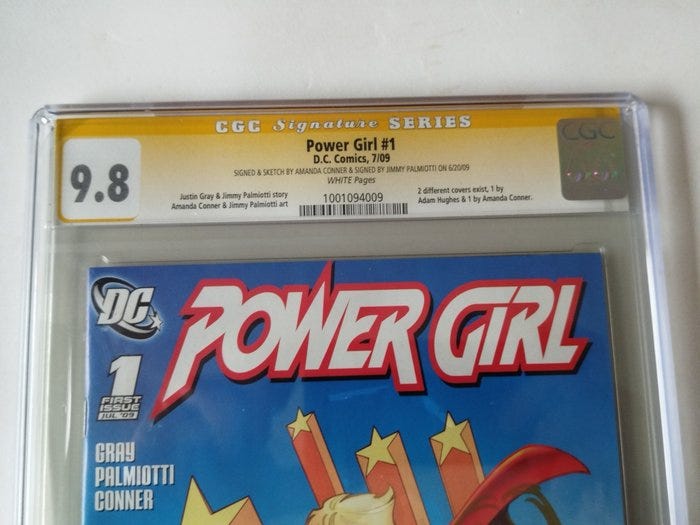 CGC Signature SERIES
Power Girl #1
D.C. Comics, 7/09
SIGNED & SKETCH BY AMANDA CONNER & SIGNED BY JIMMY PALMIOTTI ON 6/20/09
WHITE Pages
9.8
Justin Gray & Jimmy Palmiotti story
Amanda Conner & Jimmy Palmiotti art
1001094009
2 different covers exist, 1 by
Adam Hughes & 1 by Amanda Conner.
CGC
DC
POWER GIRL
1
FIRST
ISSUE
JUL '09
GRAY
PALMIOTTI
CONNER